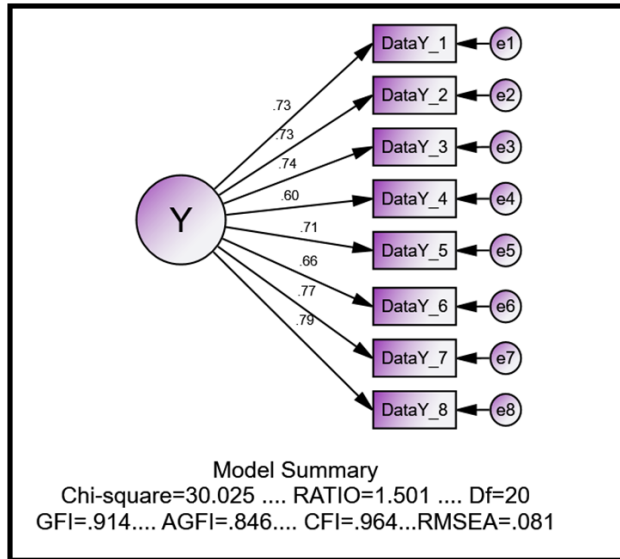 DataY_1
e1
.73
DataY_2
e2
.73
DataY_3
e3
.74
DataY_4
e4
.60
Y
DataY_5
e5
.71
DataY_6
e6
.66
DataY_7
e7
.77
DataY_8
e8
.79
Model Summary
Chi-square=30.025 .... RATIO=1.501 .... Df=20
GFI=.914.... AGFI=.846.... CFI=.964...RMSEA=.081